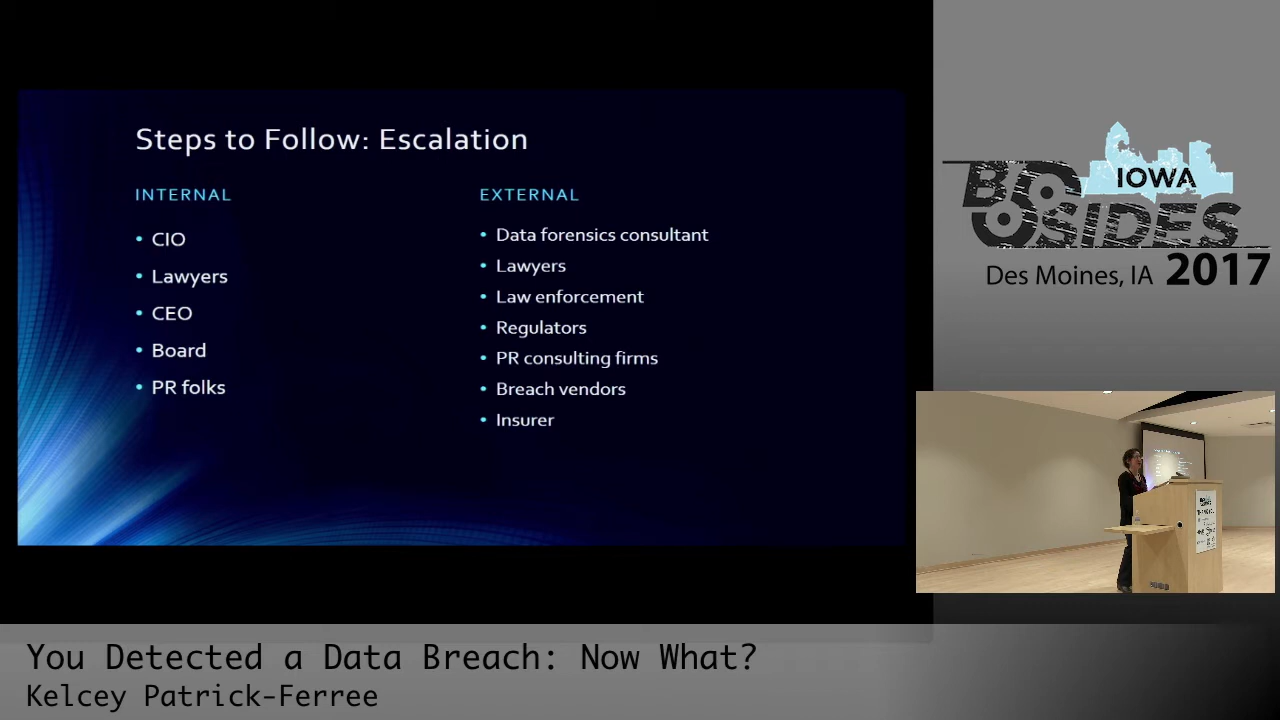 Steps to Follow: Escalation
INTERNAL
• CIO
• Lawyers
• CEO
• Board
• PR folks
EXTERNAL
• Data forensics consultant
• Lawyers
• Law enforcement
• Regulators
• PR consulting firms
• Breach vendors
• Insurer
IOWA
BSIDES
Des Moines, IA 2017
You Detected a Data Breach: Now What?
Kelcey Patrick-Ferree